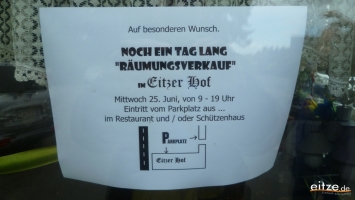 Auf besonderen Wunsch.
NOCH EIN TAG LANG
"RÄUMUNGSVERKAUF"
IM Eitzer Hof
Mittwoch 25. Juni, von 9 - 19 Uhr
Eintritt vom Parkplatz aus ...
im Restaurant und / oder Schützenhaus
PARKPLATZ
Eitzer Hof
eitze.de